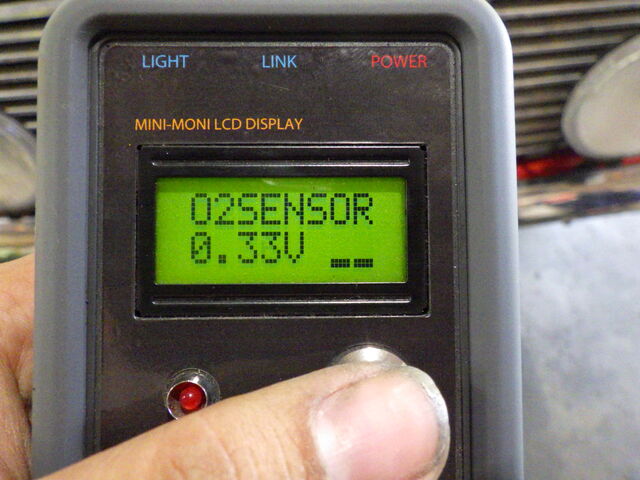 LIGHT LINK POWER
MINI-MONI LCD DISPLAY
O2SENSOR
0.33V